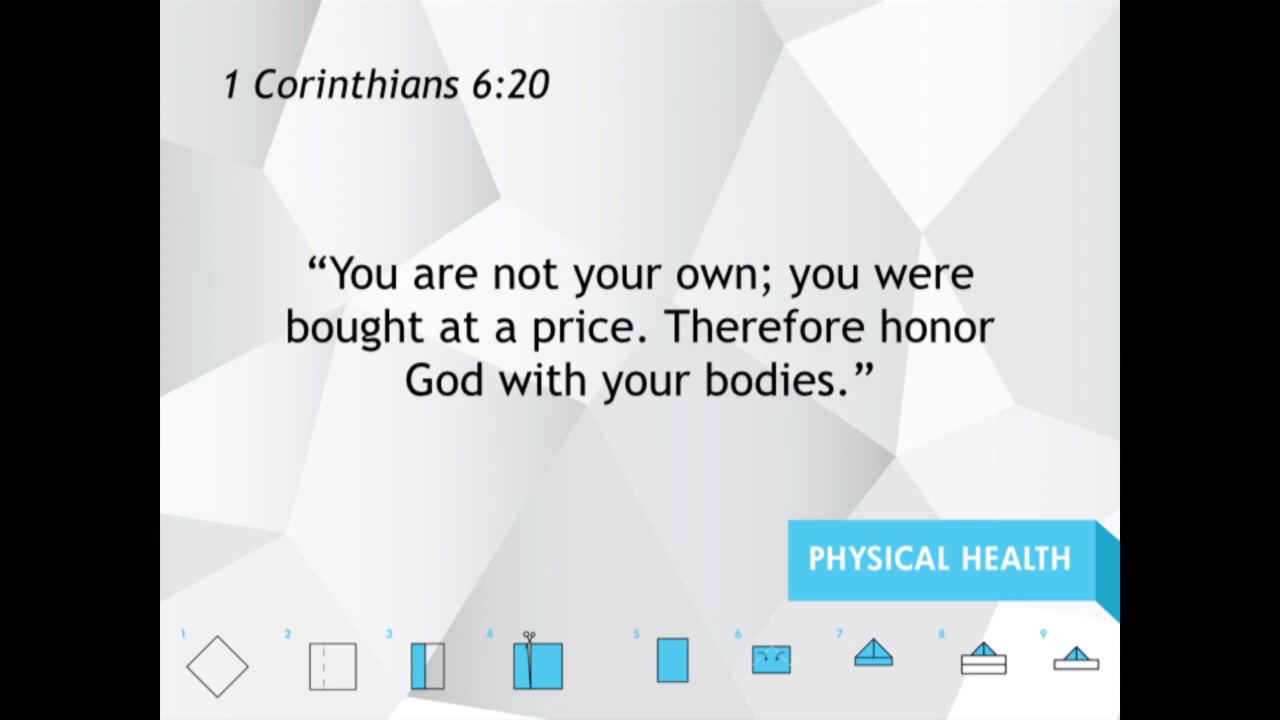 1 Corinthians 6:20
“You are not your own; you were
bought at a price. Therefore honor
God with your bodies.”
PHYSICAL HEALTH
1 2 3 4 5 6 7 8 9